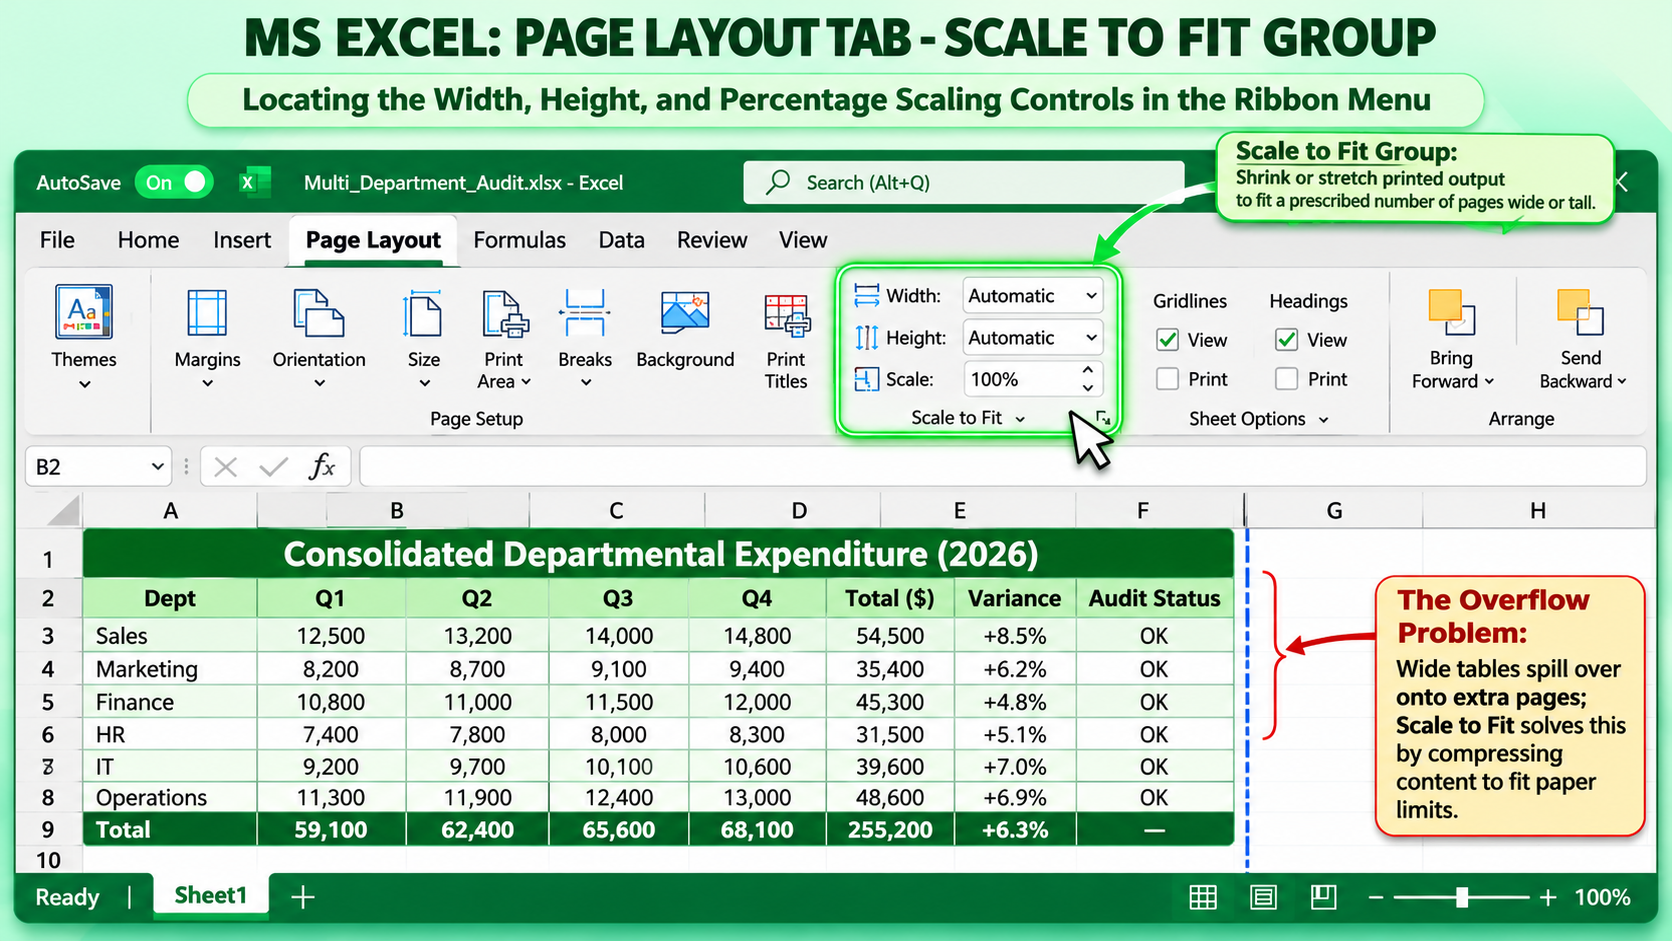 MS EXCEL: PAGE LAYOUT TAB - SCALE TO FIT GROUP
Locating the Width, Height, and Percentage Scaling Controls in the Ribbon Menu
Scale to Fit Group:
Shrink or stretch printed output
to fit a prescribed number of pages wide or tall.
AutoSave On Multi_Department_Audit.xlsx - Excel Search (Alt+Q)
File Home Insert Page Layout Formulas Data Review View
Themes
Margins
Orientation
Size
Print
Area
Breaks
Background
Print
Titles
Page Setup
Width: Automatic
Height: Automatic
Scale: 100%
Scale to Fit
Gridlines Headings
View View
Print Print
Sheet Options
Bring
Forward
Send
Backward
Arrange
B2 fx
A B C D E F G H
1 Consolidated Departmental Expenditure (2026)
2 Dept Q1 Q2 Q3 Q4 Total ($) Variance Audit Status
3 Sales 12,500 13,200 14,000 14,800 54,500 +8.5% OK
4 Marketing 8,200 8,700 9,100 9,400 35,400 +6.2% OK
5 Finance 10,800 11,000 11,500 12,000 45,300 +4.8% OK
6 HR 7,400 7,800 8,000 8,300 31,500 +5.1% OK
IT 9,200 9,700 10,100 10,600 39,600 +7.0% OK
8 Operations 11,300 11,900 12,400 13,000 48,600 +6.9% OK
9 Total 59,100 62,400 65,600 68,100 255,200 +6.3% —
10
The Overflow
Problem:
Wide tables spill over
onto extra pages;
Scale to Fit solves this
by compressing
content to fit paper
limits.
Ready Sheet1 100%